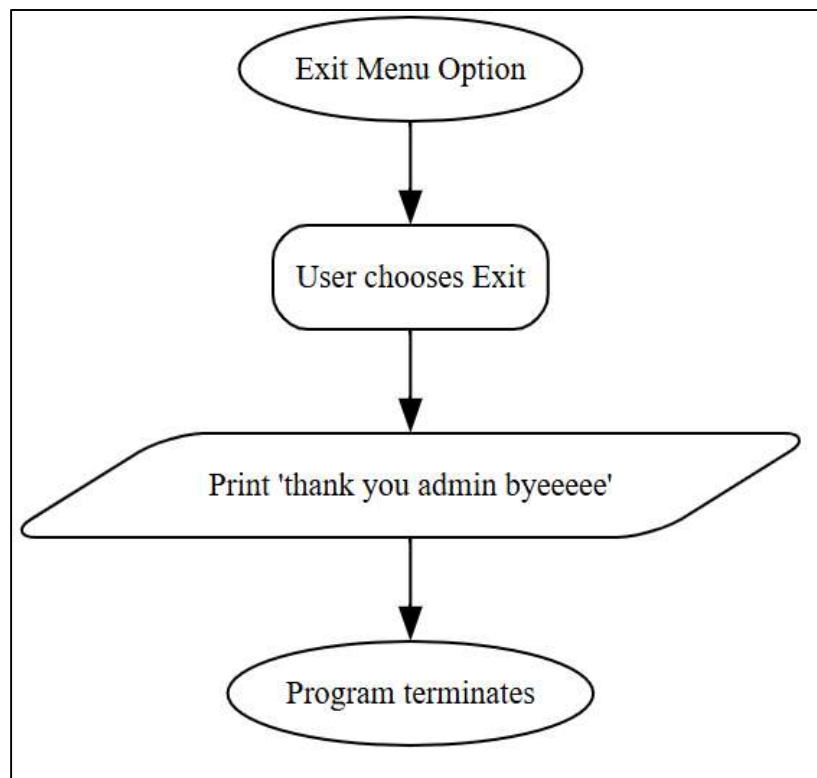 Exit Menu Option
User chooses Exit
Print 'thank you admin byeeeee'
Program terminates